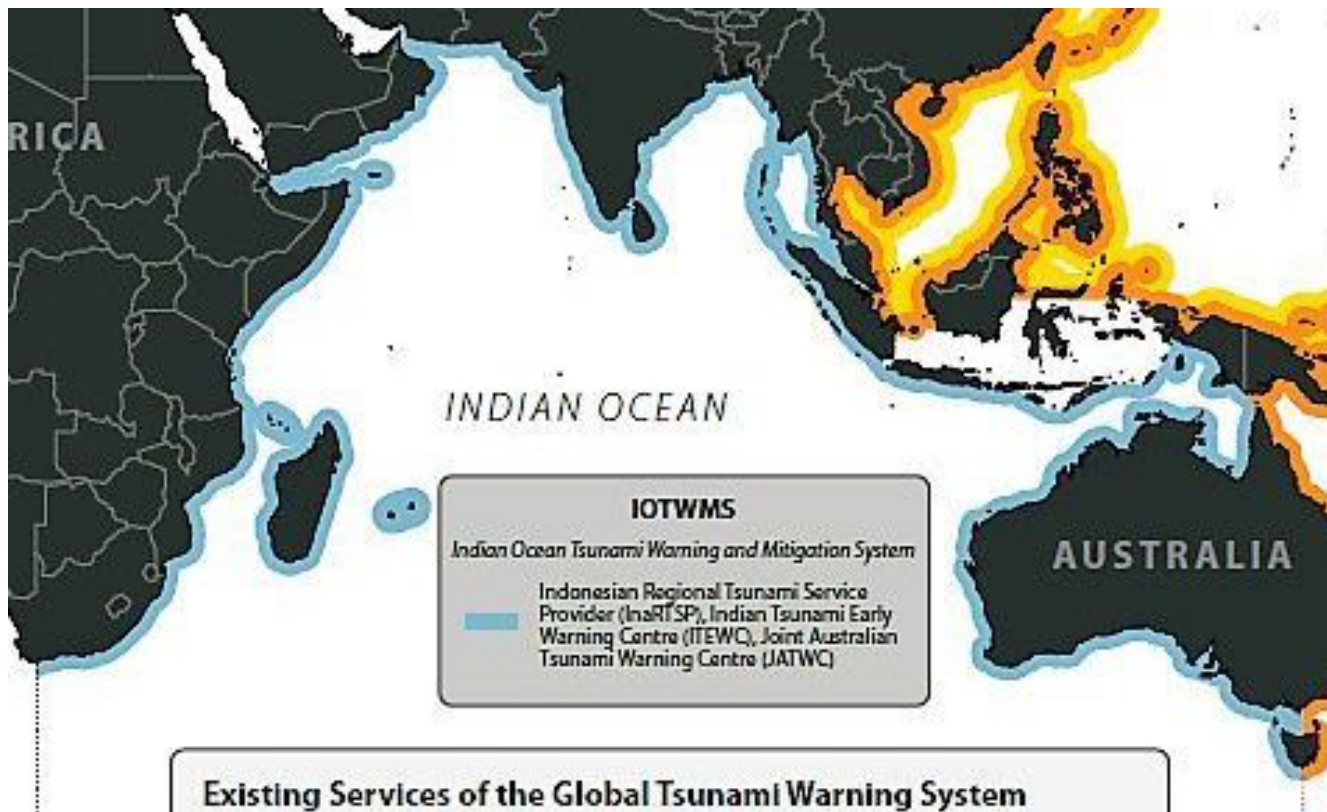 RICA
INDIAN OCEAN
IOTWMS
Indian Ocean Tsunami Warning and Mitigation System
Indonesian Regional Tsunami Service
Provider (InaRTSP), Indian Tsunami Early
Warning Centre (ITEWC), Joint Australian
Tsunami Warning Centre (JATWC)
AUSTRALIA
Existing Services of the Global Tsunami Warning System